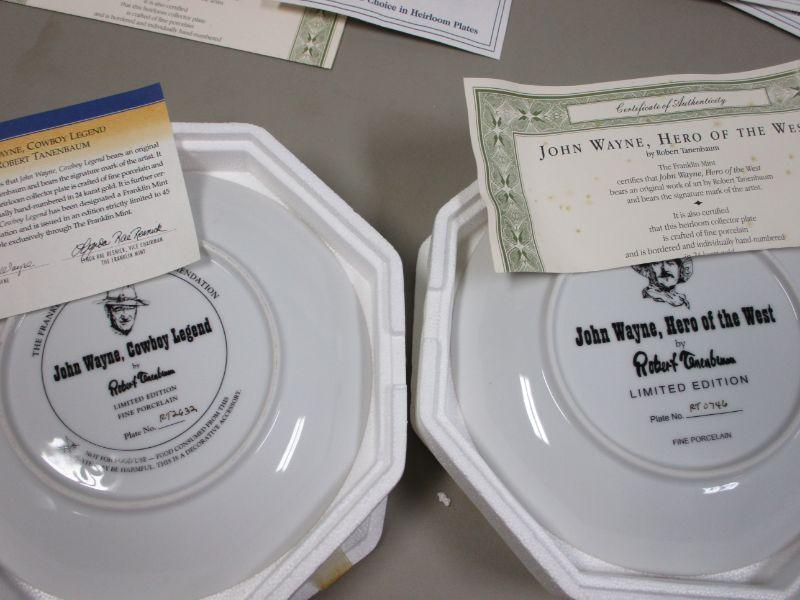 this heirloom collector plate
is crafted of fine porcelain
and is bordered and individually hand-numbered
Choice in Heirloom Plates
WAYNE, COWBOY LEGEND
ROBERT TANENBAUM
that John Wayne, Cowboy Legend bears an original
Tanenbaum and bears the signature mark of the artist. It
heirloom collector plate is crafted of fine porcelain and
hand-numbered in 24 karat gold. It is further
Cowboy Legend has been designated a Franklin Mint
and is issued in an edition strictly limited to 45
exclusively through The Franklin Mint.
Lynda Rae Resnick
LYNDA RAE RESNICK, VICE CHAIRMAN
THE FRANKLIN MINT
John Wayne, Cowboy Legend
by
Robert Tanenbaum
LIMITED EDITION
FINE PORCELAIN
Plate No. RT2432
NOT FOR FOOD USE – FOOD CONSUMED FROM THIS
MAY BE HARMFUL. THIS IS A DECORATIVE ACCESSORY.
Certificate of Authenticity
JOHN WAYNE, HERO OF THE WEST
by Robert Tanenbaum
The Franklin Mint
certifies that John Wayne, Hero of the West
bears an original work of art by Robert Tanenbaum
and bears the signature mark of the artist.
It is also certified
that this heirloom collector plate
is crafted of fine porcelain
and is bordered and individually hand-numbered
John Wayne, Hero of the West
by
Robert Tanenbaum
LIMITED EDITION
Plate No. RT0746
FINE PORCELAIN